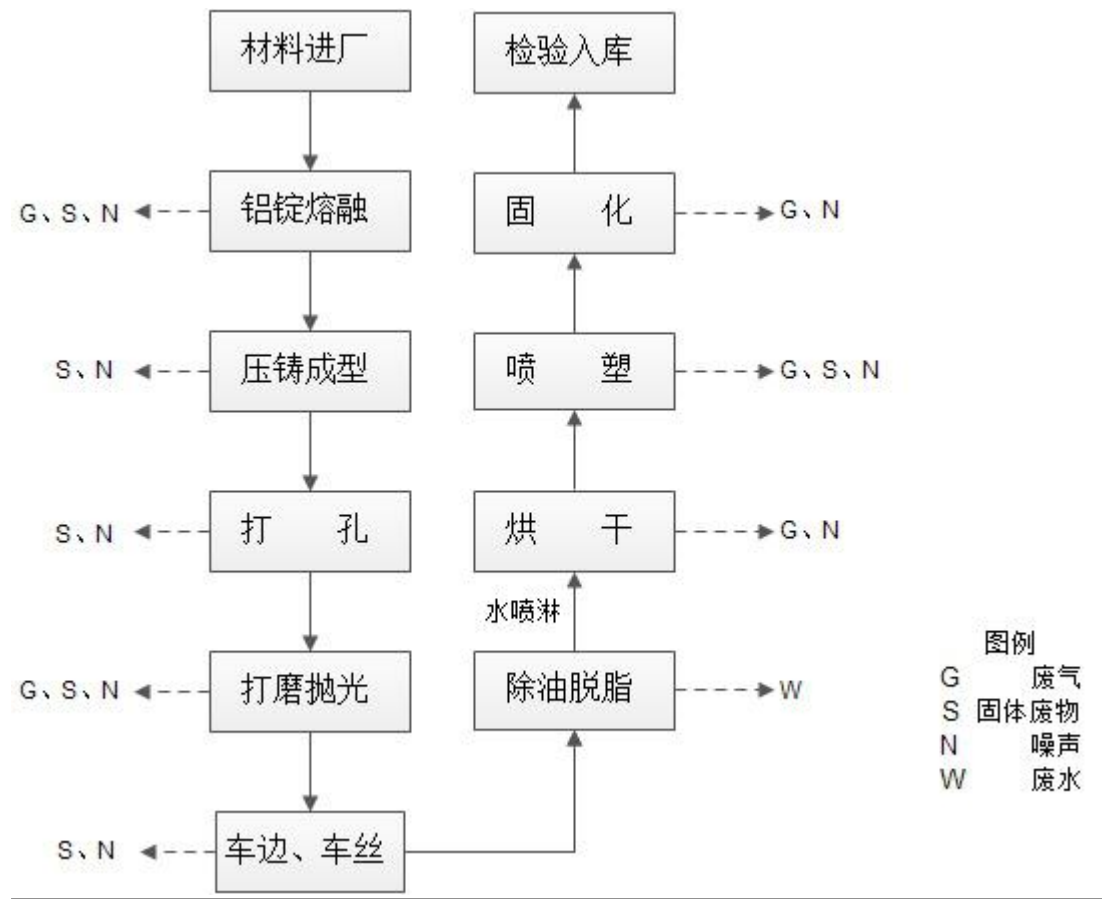 材料进厂
检验入库
G、S、N
铝锭熔融
固 化
G、N
S、N
压铸成型
喷 塑
G、S、N
S、N
打 孔
烘 干
G、N
水喷淋
G、S、N
打磨抛光
除油脱脂
W
S、N
车边、车丝
图例
G 废气
S 固体废物
N 噪声
W 废水